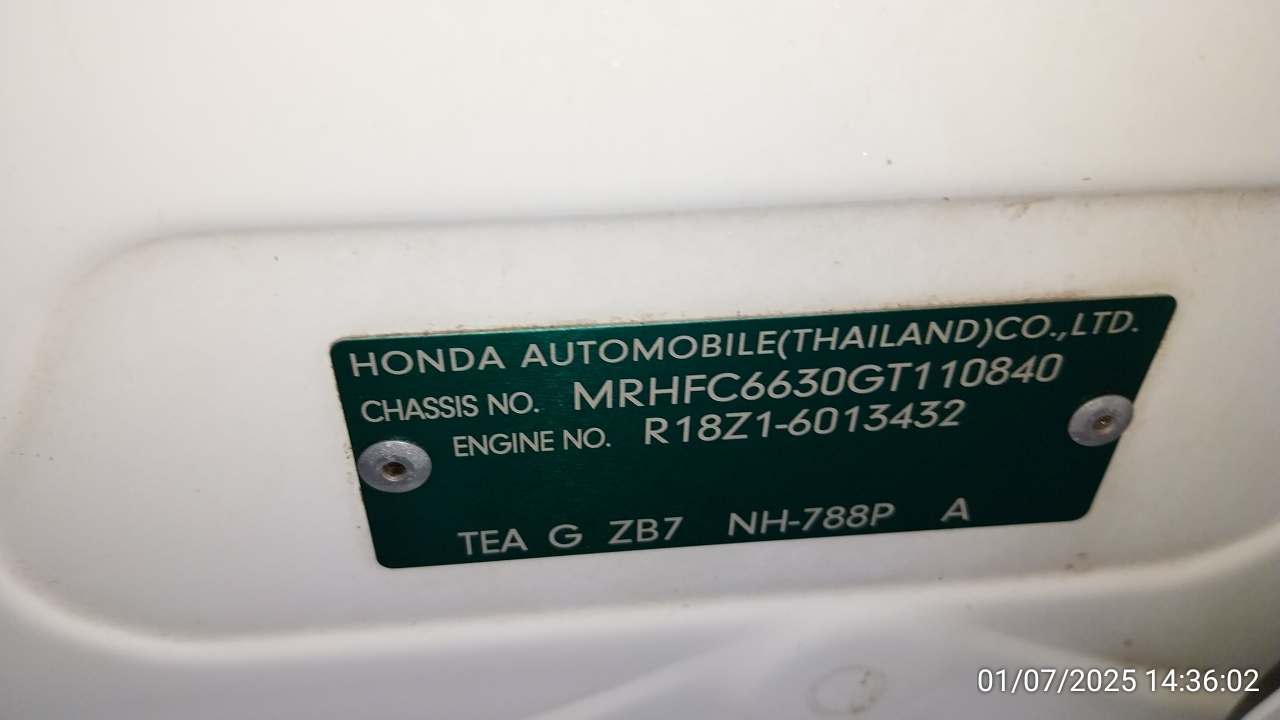 HONDA AUTOMOBILE(THAILAND)CO.,LTD.
CHASSIS NO. MRHFC6630GT110840
ENGINE NO. R18Z1-6013432
TEA G ZB7 NH-788P A
01/07/2025 14:36:02